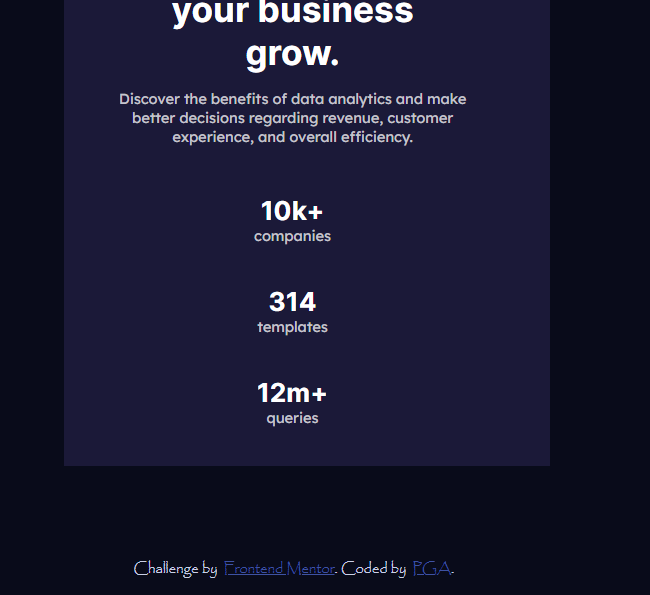 your business
grow.
Discover the benefits of data analytics and make
better decisions regarding revenue, customer
experience, and overall efficiency.
10k+
companies
314
templates
12m+
queries
Challenge by Frontend Mentor. Coded by PGA.